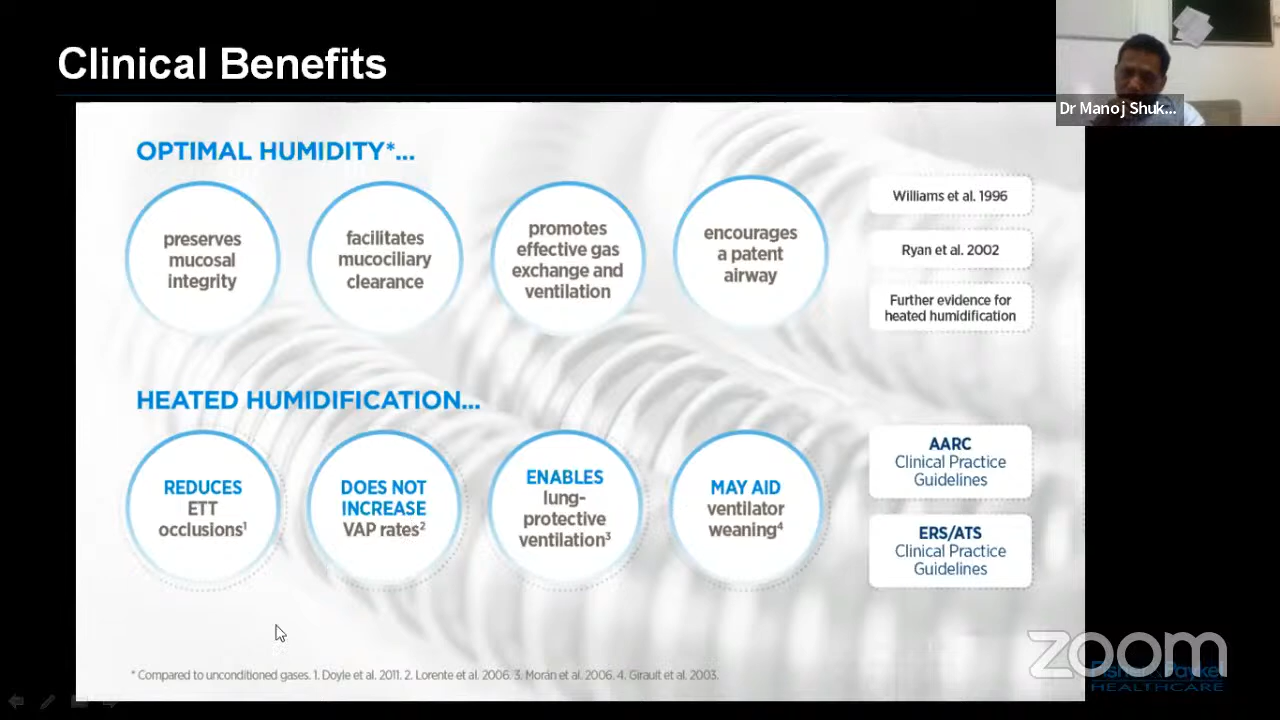 Clinical Benefits
Dr Manoj Shuk...
OPTIMAL HUMIDITY*...
preserves
mucosal
integrity
facilitates
mucociliary
clearance
promotes
effective gas
exchange and
ventilation
encourages
a patent
airway
Williams et al. 1996
Ryan et al. 2002
Further evidence for
heated humidification
HEATED HUMIDIFICATION...
REDUCES
ETT
occlusions¹
DOES NOT
INCREASE
VAP rates²
ENABLES
lung-
protective
ventilation³
MAY AID
ventilator
weaning⁴
AARC
Clinical Practice
Guidelines
ERS/ATS
Clinical Practice
Guidelines
* Compared to unconditioned gases. 1. Doyle et al. 2011. 2. Lorente et al. 2006. 3. Morán et al. 2006. 4. Girault et al. 2003.
zoom
HEALTHCARE